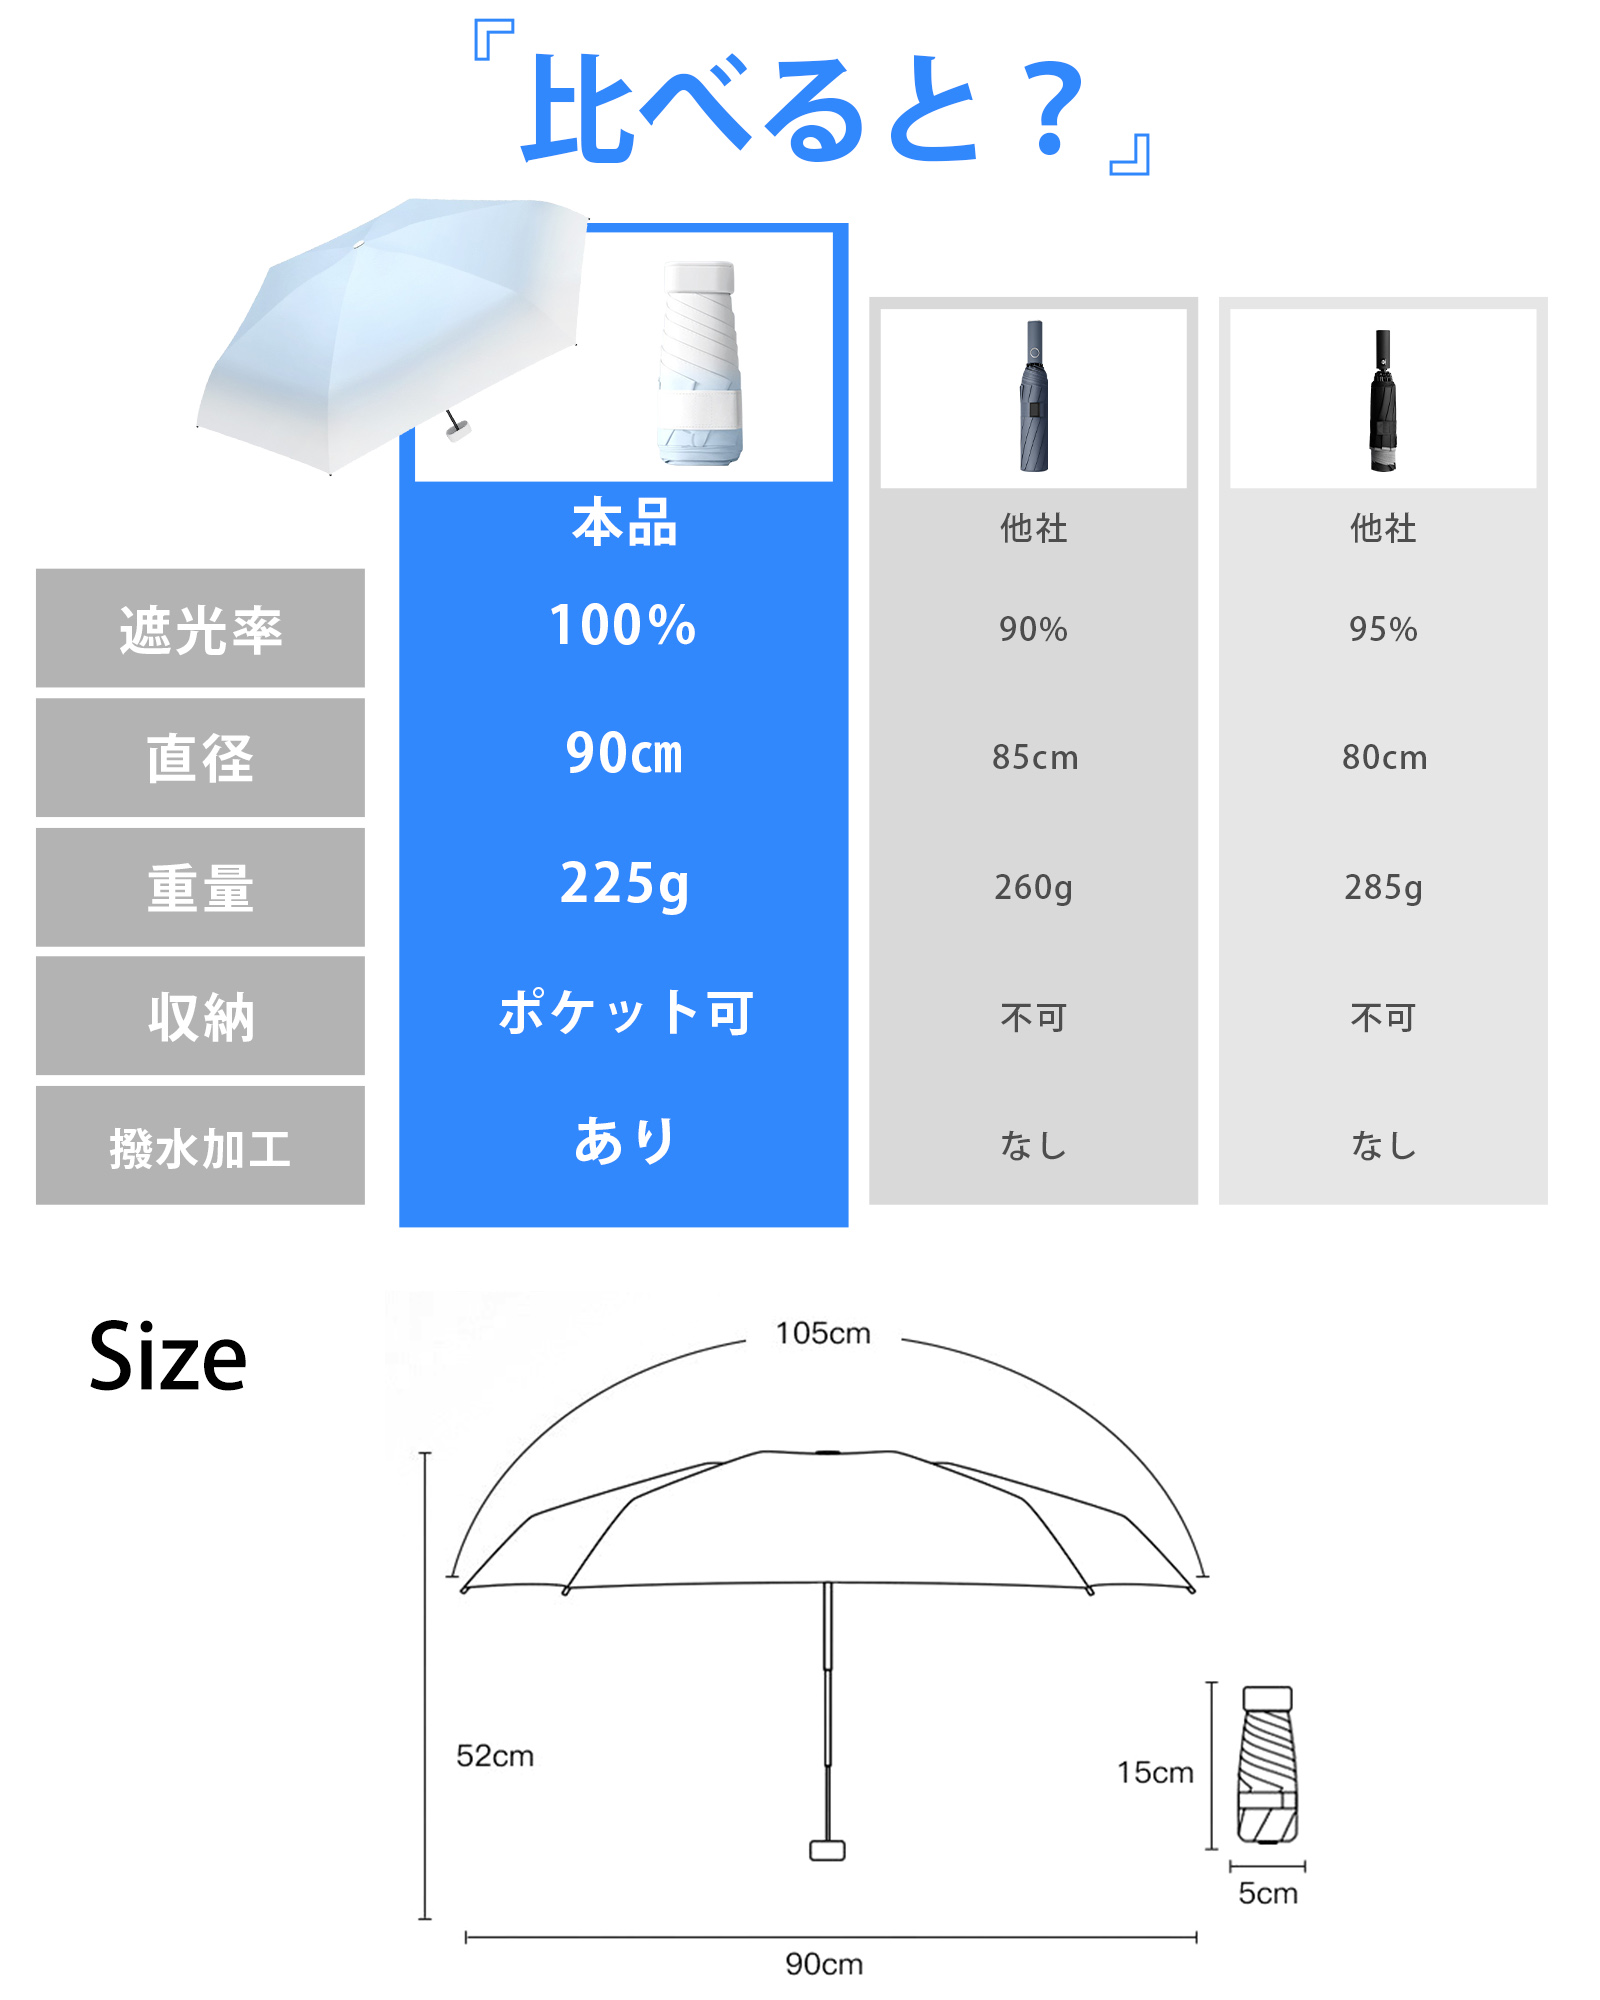 『比べると？』
本品 他社 他社
遮光率 100% 90% 95%
直径 90㎝ 85cm 80cm
重量 225g 260g 285g
収納 ポケット可 不可 不可
撥水加工 あり なし なし
Size
105cm
52cm
15cm
5cm
90cm